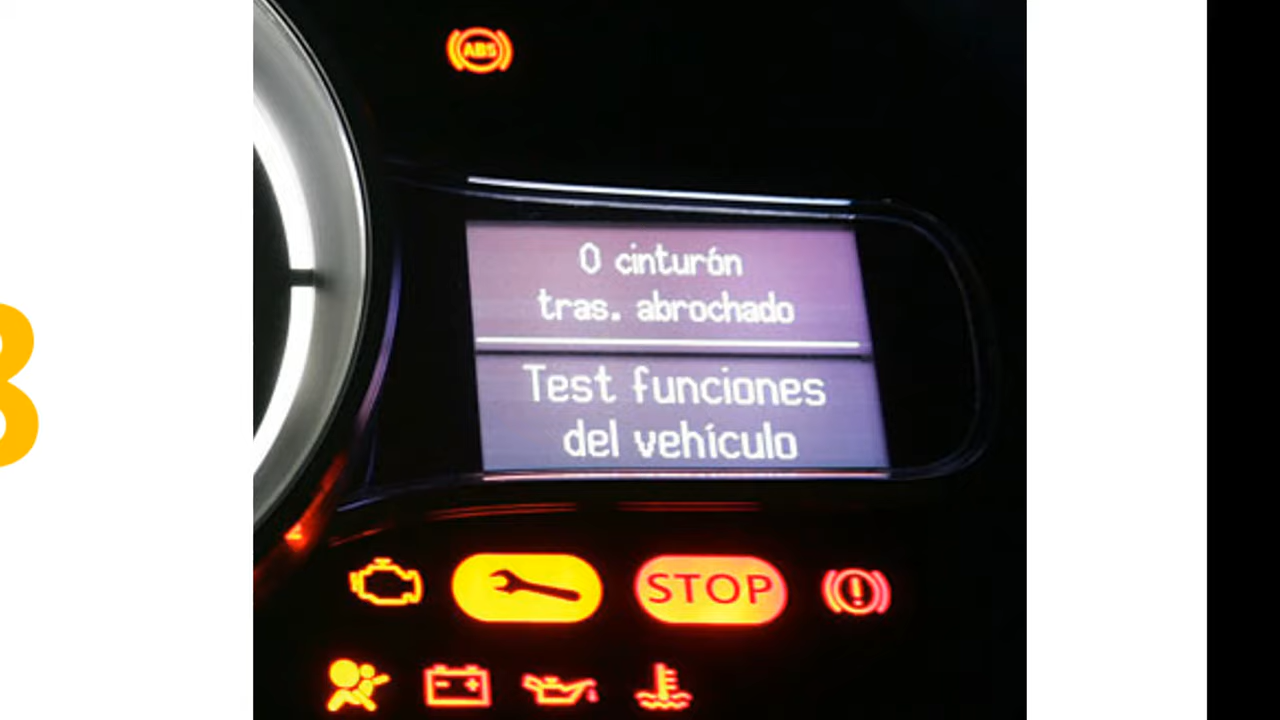 ABS
0 cinturón
tras. abrochado
Test funciones
del vehículo
STOP